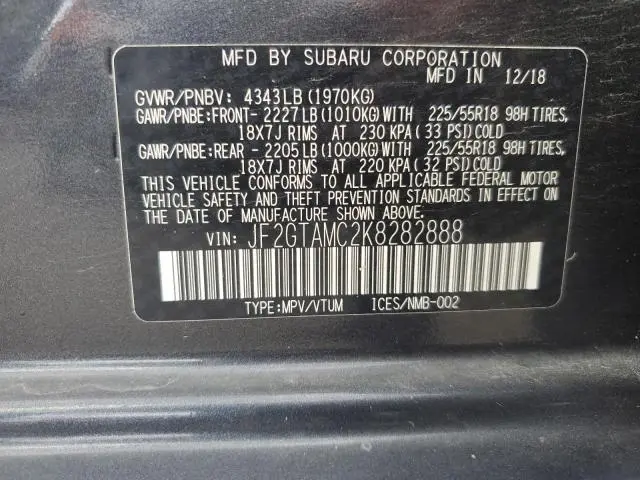 MFD BY SUBARU CORPORATION
MFD IN 12/18
GVWR/PNBV: 4343LB(1970KG)
GAWR/PNBE:FRONT-2227LB(1010KG)WITH 225/55R18 98H TIRES,
18X7J RIMS AT 230 KPA(33 PSI)COLD
GAWR/PNBE:REAR -2205LB(1000KG)WITH 225/55R18 98H TIRES,
18X7J RIMS AT 220 KPA(32 PSI)COLD
THIS VEHICLE CONFORMS TO ALL APPLICABLE FEDERAL MOTOR
VEHICLE SAFETY AND THEFT PREVENTION STANDARDS IN EFFECT
ON THE DATE OF MANUFACTURE SHOWN ABOVE.
VIN: JF2GTAMC2K8282888
TYPE:MPV/VTUM ICES/NMB-002